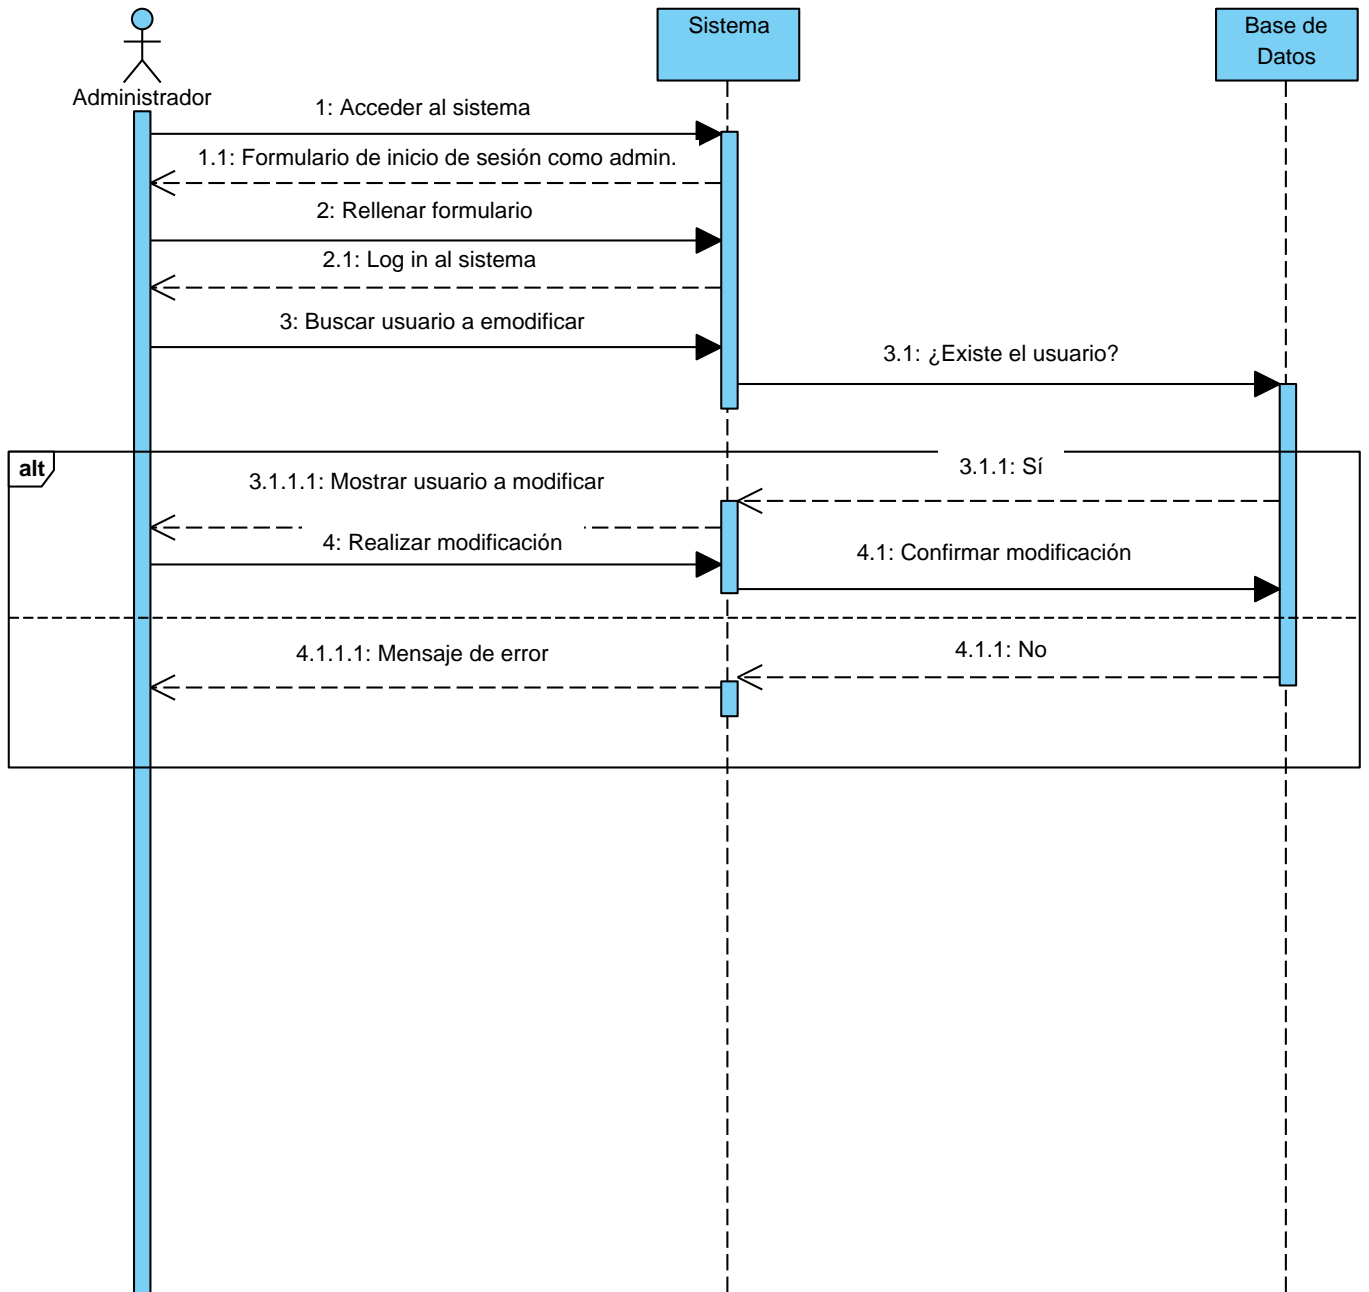 Administrador
Sistema
Base de
Datos
1: Acceder al sistema
1.1: Formulario de inicio de sesión como admin.
2: Rellenar formulario
2.1: Log in al sistema
3: Buscar usuario a emodificar
3.1: ¿Existe el usuario?
alt
3.1.1: Sí
3.1.1.1: Mostrar usuario a modificar
4: Realizar modificación
4.1: Confirmar modificación
4.1.1: No
4.1.1.1: Mensaje de error